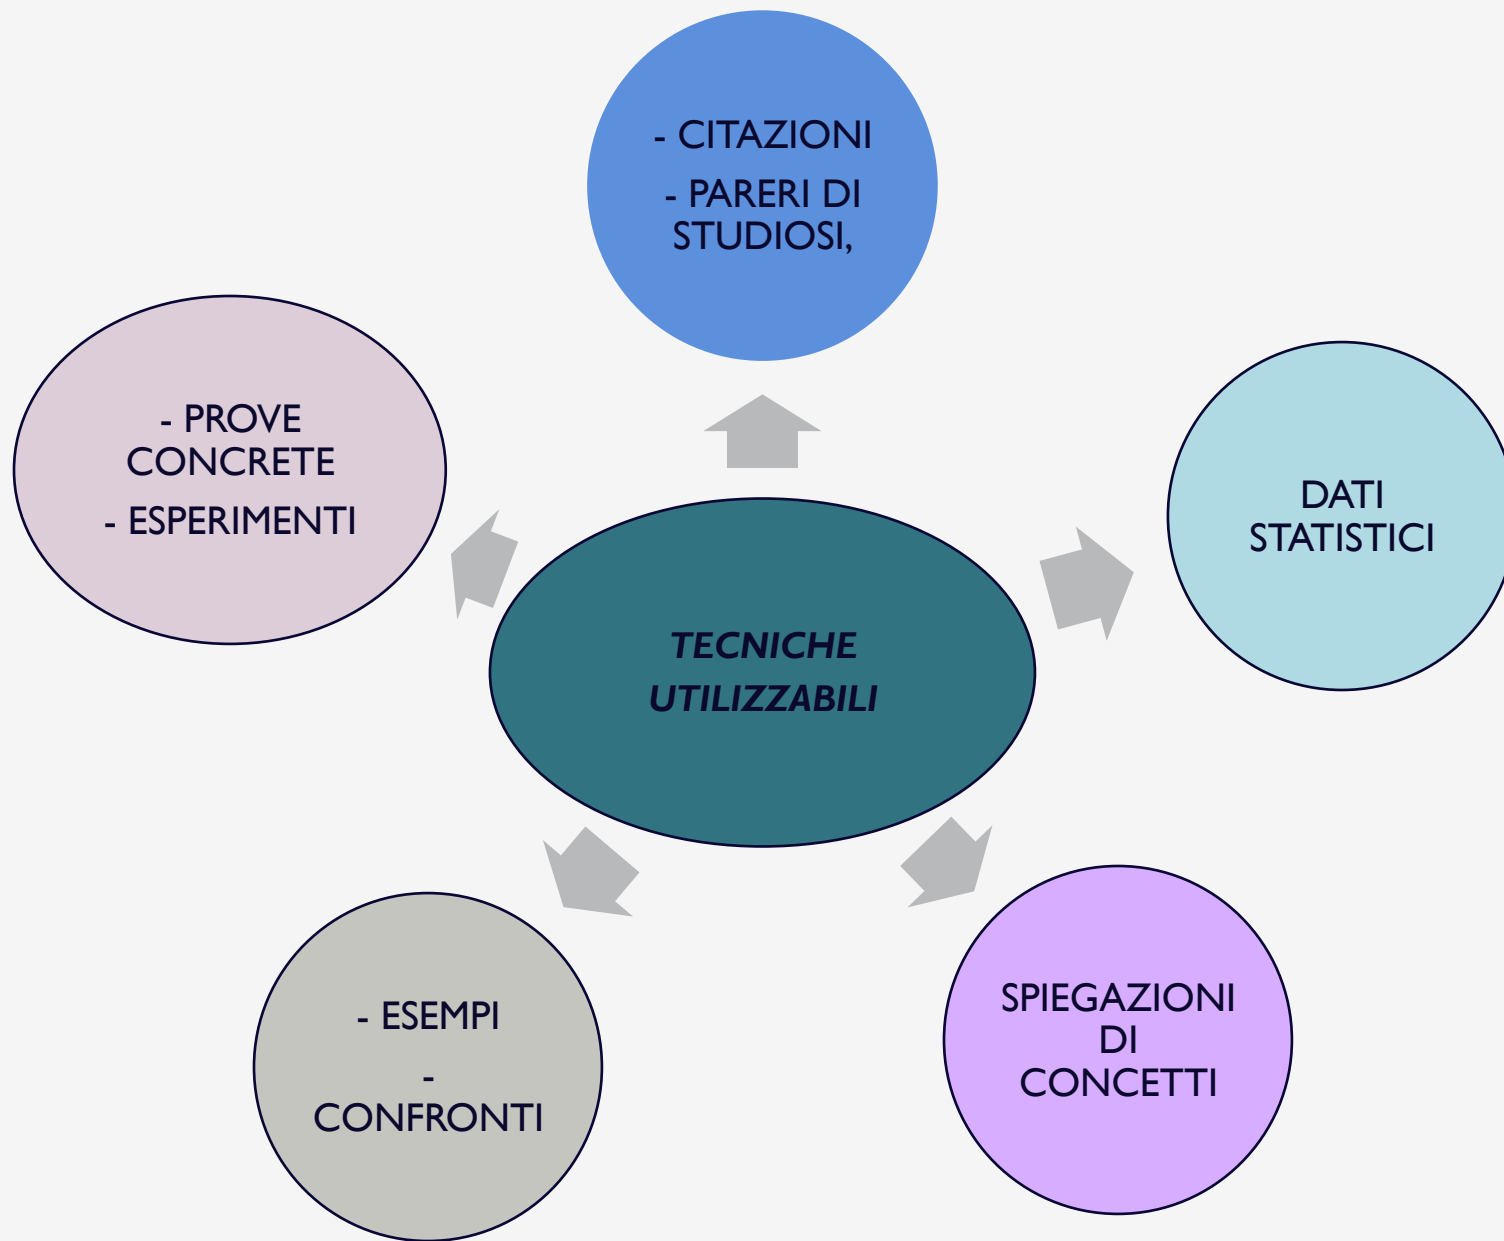 - CITAZIONI
- PARERI DI
STUDIOSI,
- PROVE
CONCRETE
- ESPERIMENTI
DATI
STATISTICI
TECNICHE
UTILIZZABILI
- ESEMPI
-
CONFRONTI
SPIEGAZIONI
DI
CONCETTI